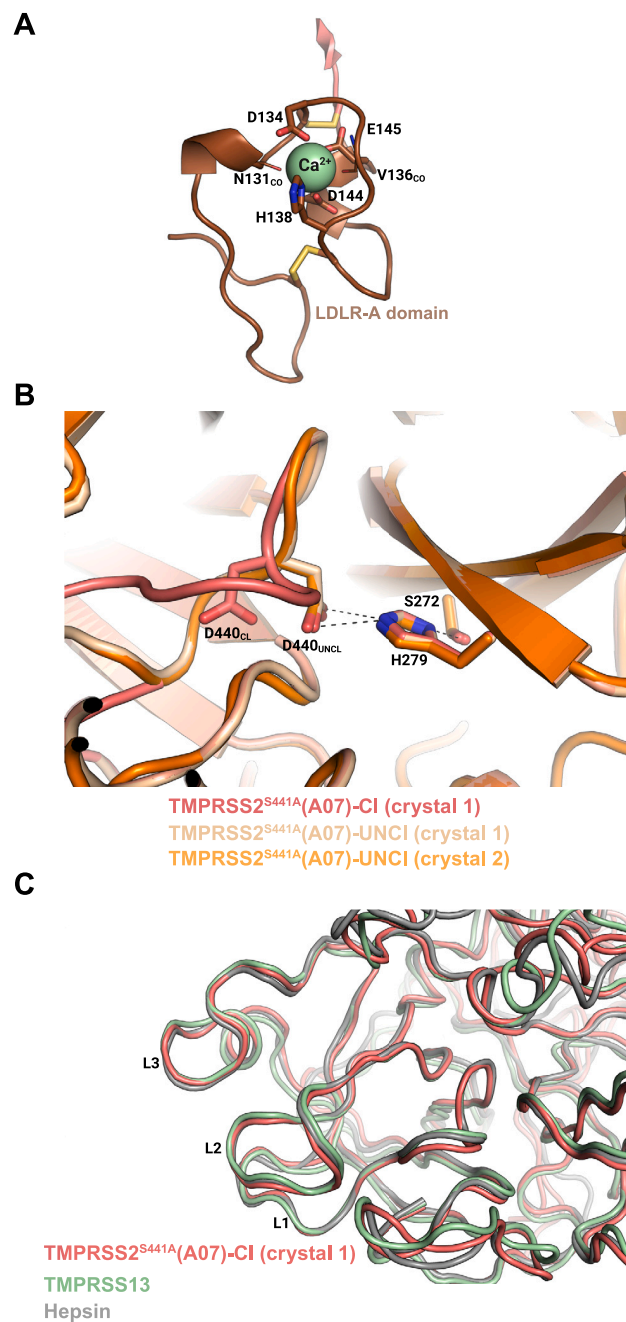 A
D134
E145
Ca²⁺
N131CO
V136CO
D144
H138
LDLR-A domain
B
S272
D440CL
D440UNCL
H279
TMPRSS2S441A(A07)-Cl (crystal 1)
TMPRSS2S441A(A07)-UNCl (crystal 1)
TMPRSS2S441A(A07)-UNCl (crystal 2)
C
L3
L2
L1
TMPRSS2S441A(A07)-Cl (crystal 1)
TMPRSS13
Hepsin